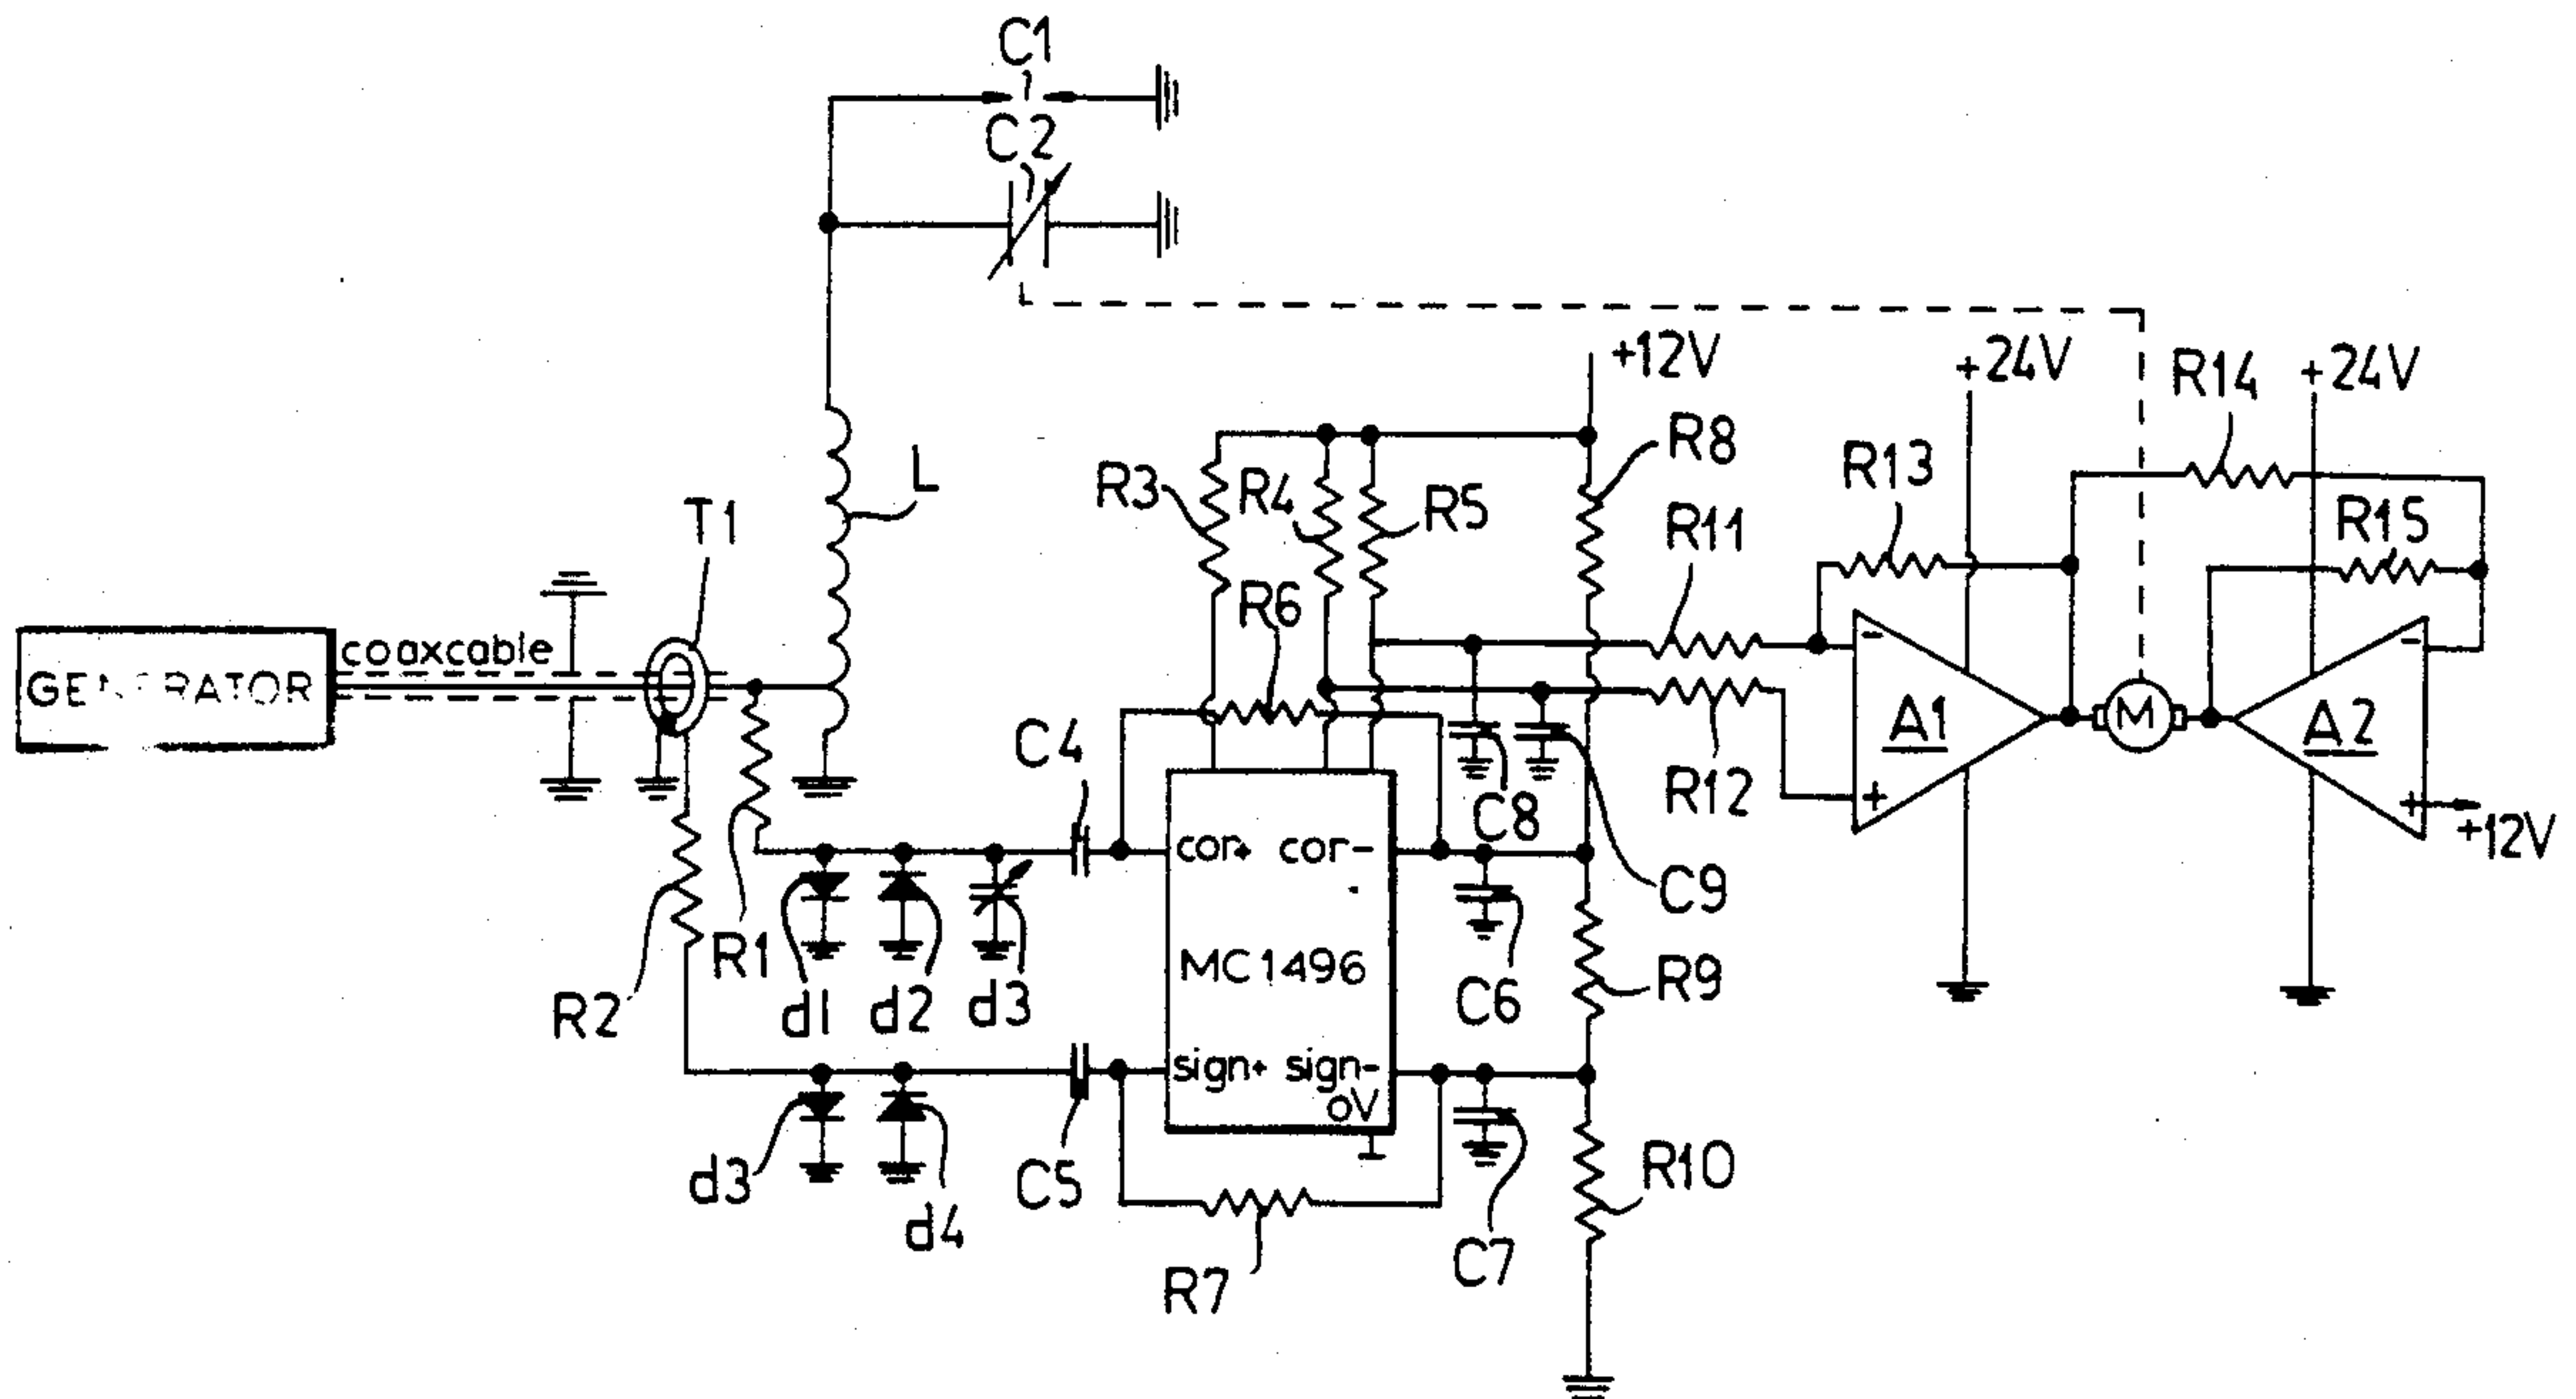 C1
C2
+12V
+24V
R14
+24V
R8
R13
L
R3
R4
R5
R11
R15
T1
R6
coaxcable
GENERATOR
A1
M
A2
C4
R12
C8
+12V
cor+ cor-
C9
R1
MC1496
R9
R2
d1
d2
d3
C6
sign+ sign-
0V
d3
C5
R10
d4
C7
R7